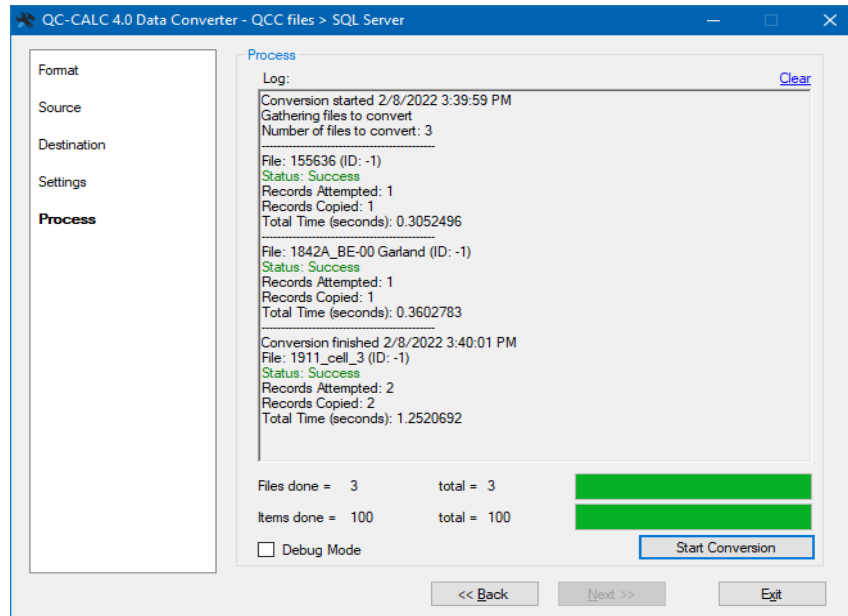 QC-CALC 4.0 Data Converter - QCC files > SQL Server
Format
Source
Destination
Settings
Process
Process
Log:
Clear
Conversion started 2/8/2022 3:39:59 PM
Gathering files to convert
Number of files to convert: 3
--------------------------------------------
File: 155636 (ID: -1)
Status: Success
Records Attempted: 1
Records Copied: 1
Total Time (seconds): 0.3052496
--------------------------------------------
File: 1842A_BE-00 Garland (ID: -1)
Status: Success
Records Attempted: 1
Records Copied: 1
Total Time (seconds): 0.3602783
--------------------------------------------
Conversion finished 2/8/2022 3:40:01 PM
File: 1911_cell_3 (ID: -1)
Status: Success
Records Attempted: 2
Records Copied: 2
Total Time (seconds): 1.2520692
Files done = 3 total = 3
Items done = 100 total = 100
Debug Mode
Start Conversion
<< Back
Next >>
Exit